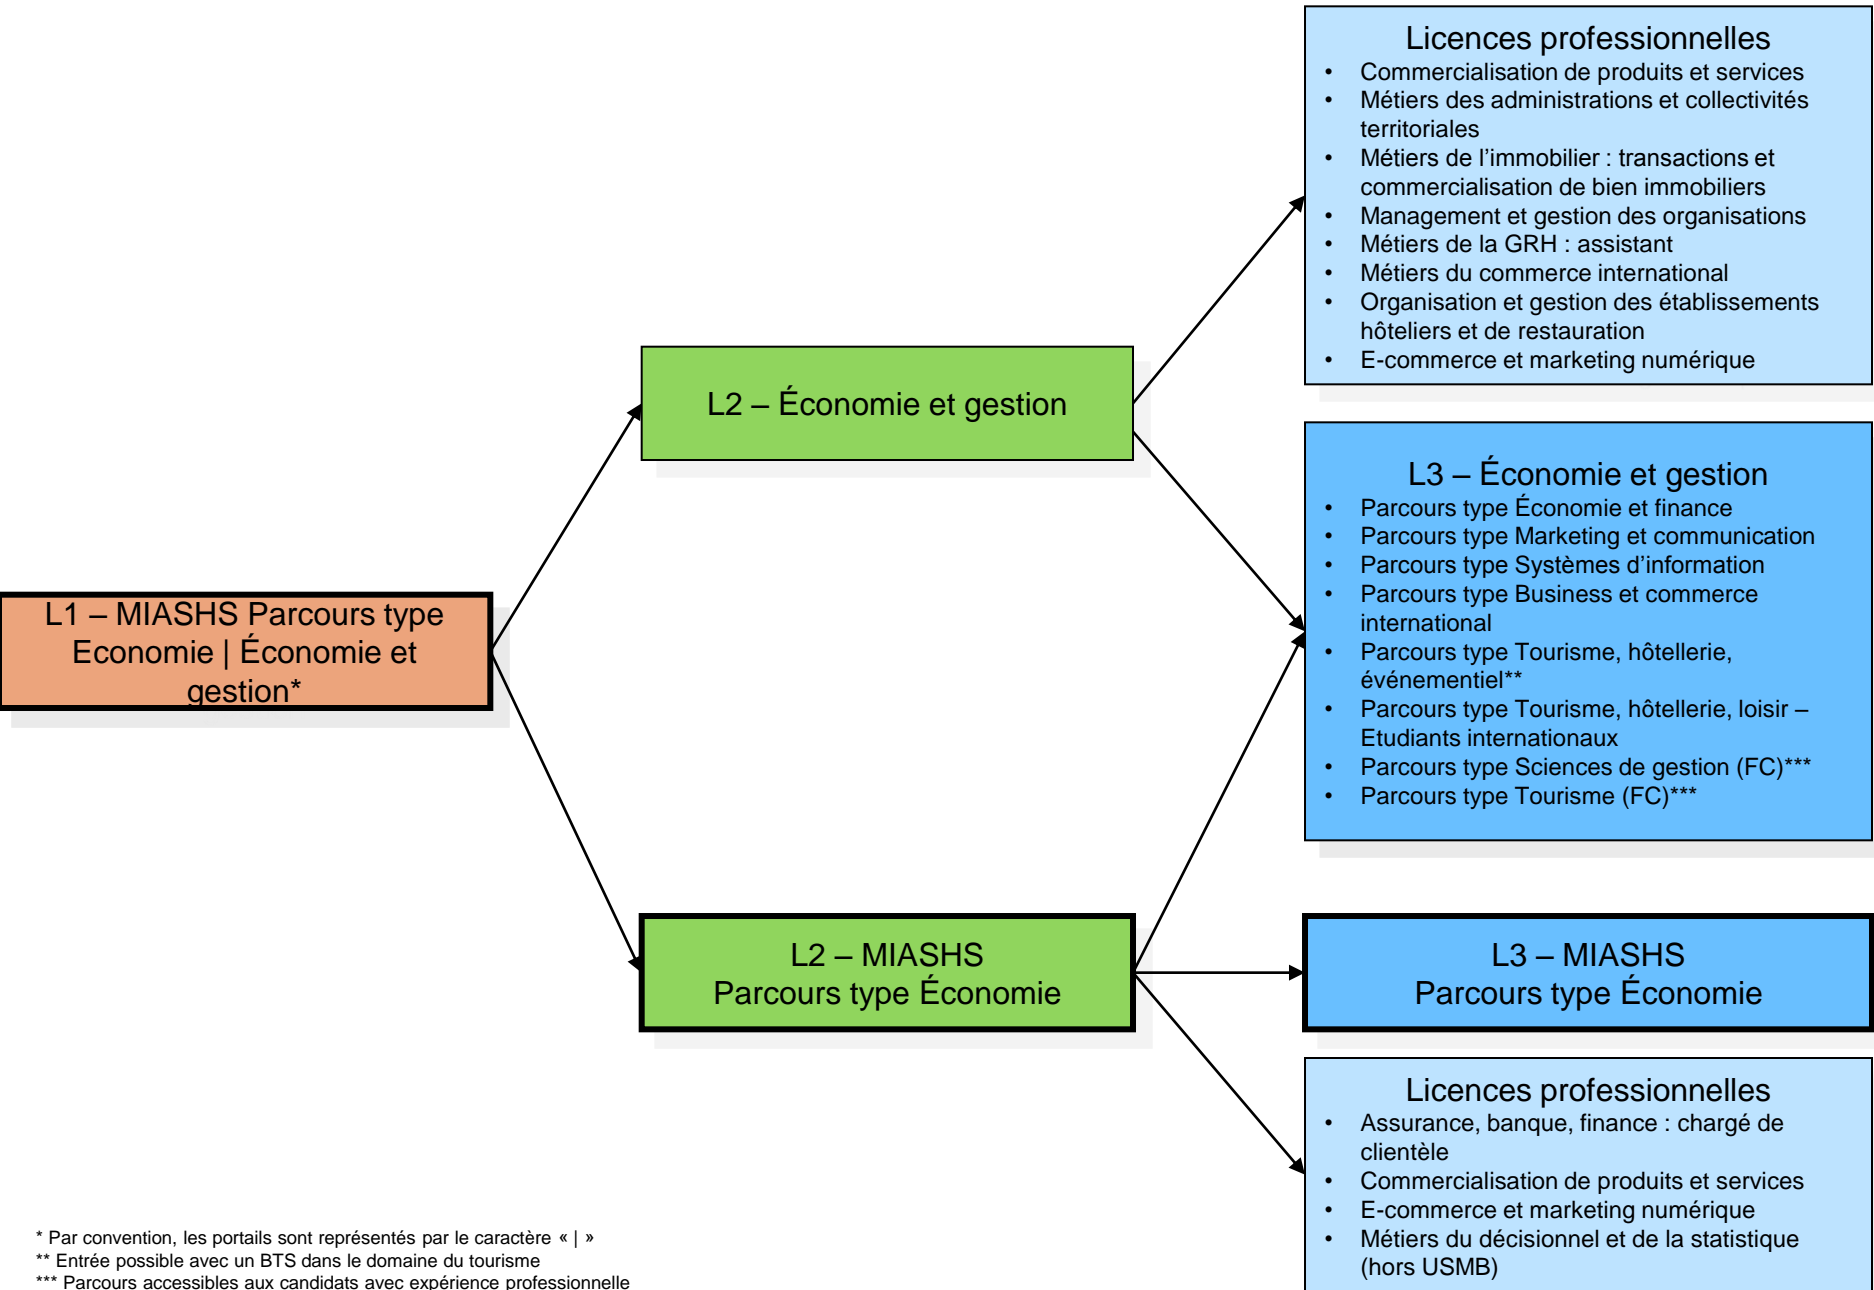 Licences professionnelles
• Commercialisation de produits et services
• Métiers des administrations et collectivités
territoriales
• Métiers de l’immobilier : transactions et
commercialisation de bien immobiliers
• Management et gestion des organisations
• Métiers de la GRH : assistant
• Métiers du commerce international
• Organisation et gestion des établissements
hôteliers et de restauration
• E-commerce et marketing numérique
L2 – Économie et gestion
L3 – Économie et gestion
• Parcours type Économie et finance
• Parcours type Marketing et communication
• Parcours type Systèmes d’information
• Parcours type Business et commerce
international
• Parcours type Tourisme, hôtellerie,
événementiel**
• Parcours type Tourisme, hôtellerie, loisir –
Etudiants internationaux
• Parcours type Sciences de gestion (FC)***
• Parcours type Tourisme (FC)***
L1 – MIASHS Parcours type
Economie | Économie et
gestion*
L2 – MIASHS
Parcours type Économie
L3 – MIASHS
Parcours type Économie
Licences professionnelles
• Assurance, banque, finance : chargé de
clientèle
• Commercialisation de produits et services
• E-commerce et marketing numérique
• Métiers du décisionnel et de la statistique
(hors USMB)
* Par convention, les portails sont représentés par le caractère « | »
** Entrée possible avec un BTS dans le domaine du tourisme
*** Parcours accessibles aux candidats avec expérience professionnelle